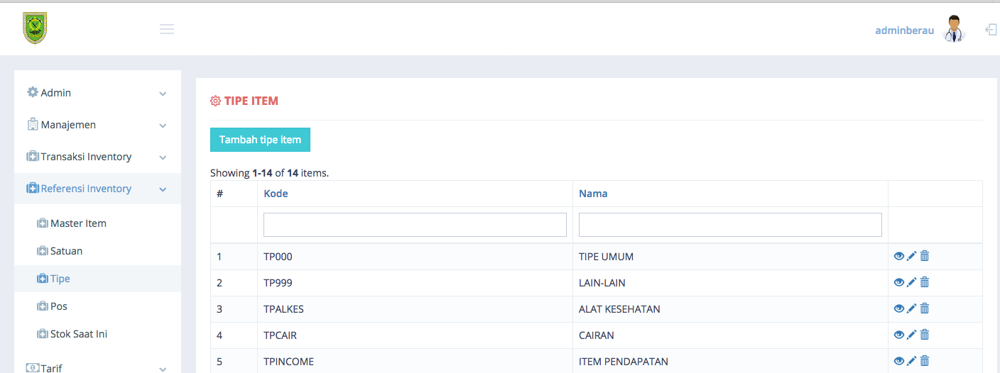 adminberau
Admin
Manajemen
Transaksi Inventory
Referensi Inventory
Master Item
Satuan
Tipe
Pos
Stok Saat Ini
Tarif
TIPE ITEM
Tambah tipe item
Showing 1-14 of 14 items.
# Kode Nama
1 TP000 TIPE UMUM
2 TP999 LAIN-LAIN
3 TPALKES ALAT KESEHATAN
4 TPCAIR CAIRAN
5 TPINCOME ITEM PENDAPATAN